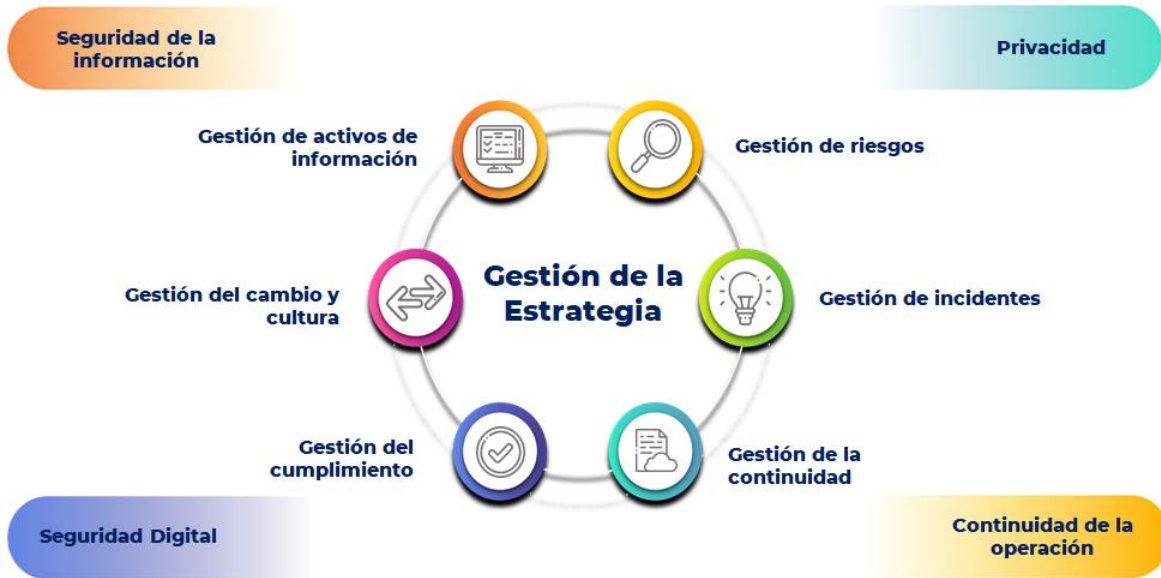 Seguridad de la
información
Privacidad
Gestión de activos de
información
Gestión de riesgos
Gestión del cambio y
cultura
Gestión de la
Estrategia
Gestión de incidentes
Gestión del
cumplimiento
Gestión de la
continuidad
Seguridad Digital
Continuidad de la
operación